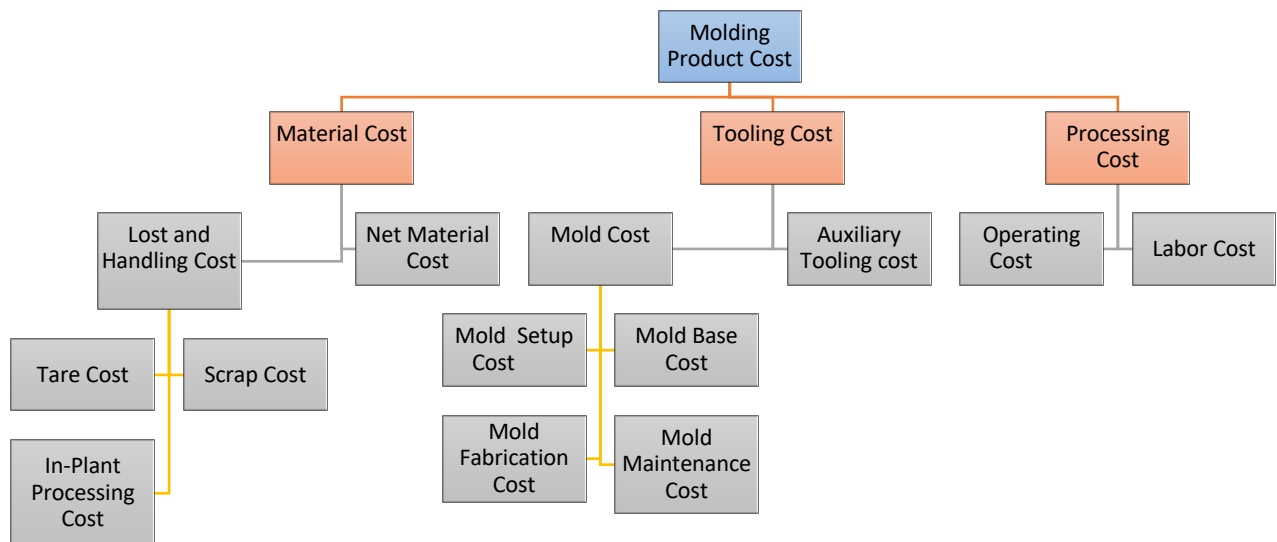 Molding
Product Cost
Material Cost
Tooling Cost
Processing
Cost
Lost and
Handling Cost
Net Material
Cost
Mold Cost
Auxiliary
Tooling cost
Operating
Cost
Labor Cost
Tare Cost
Scrap Cost
Mold Setup
Cost
Mold Base
Cost
In-Plant
Processing
Cost
Mold
Fabrication
Cost
Mold
Maintenance
Cost